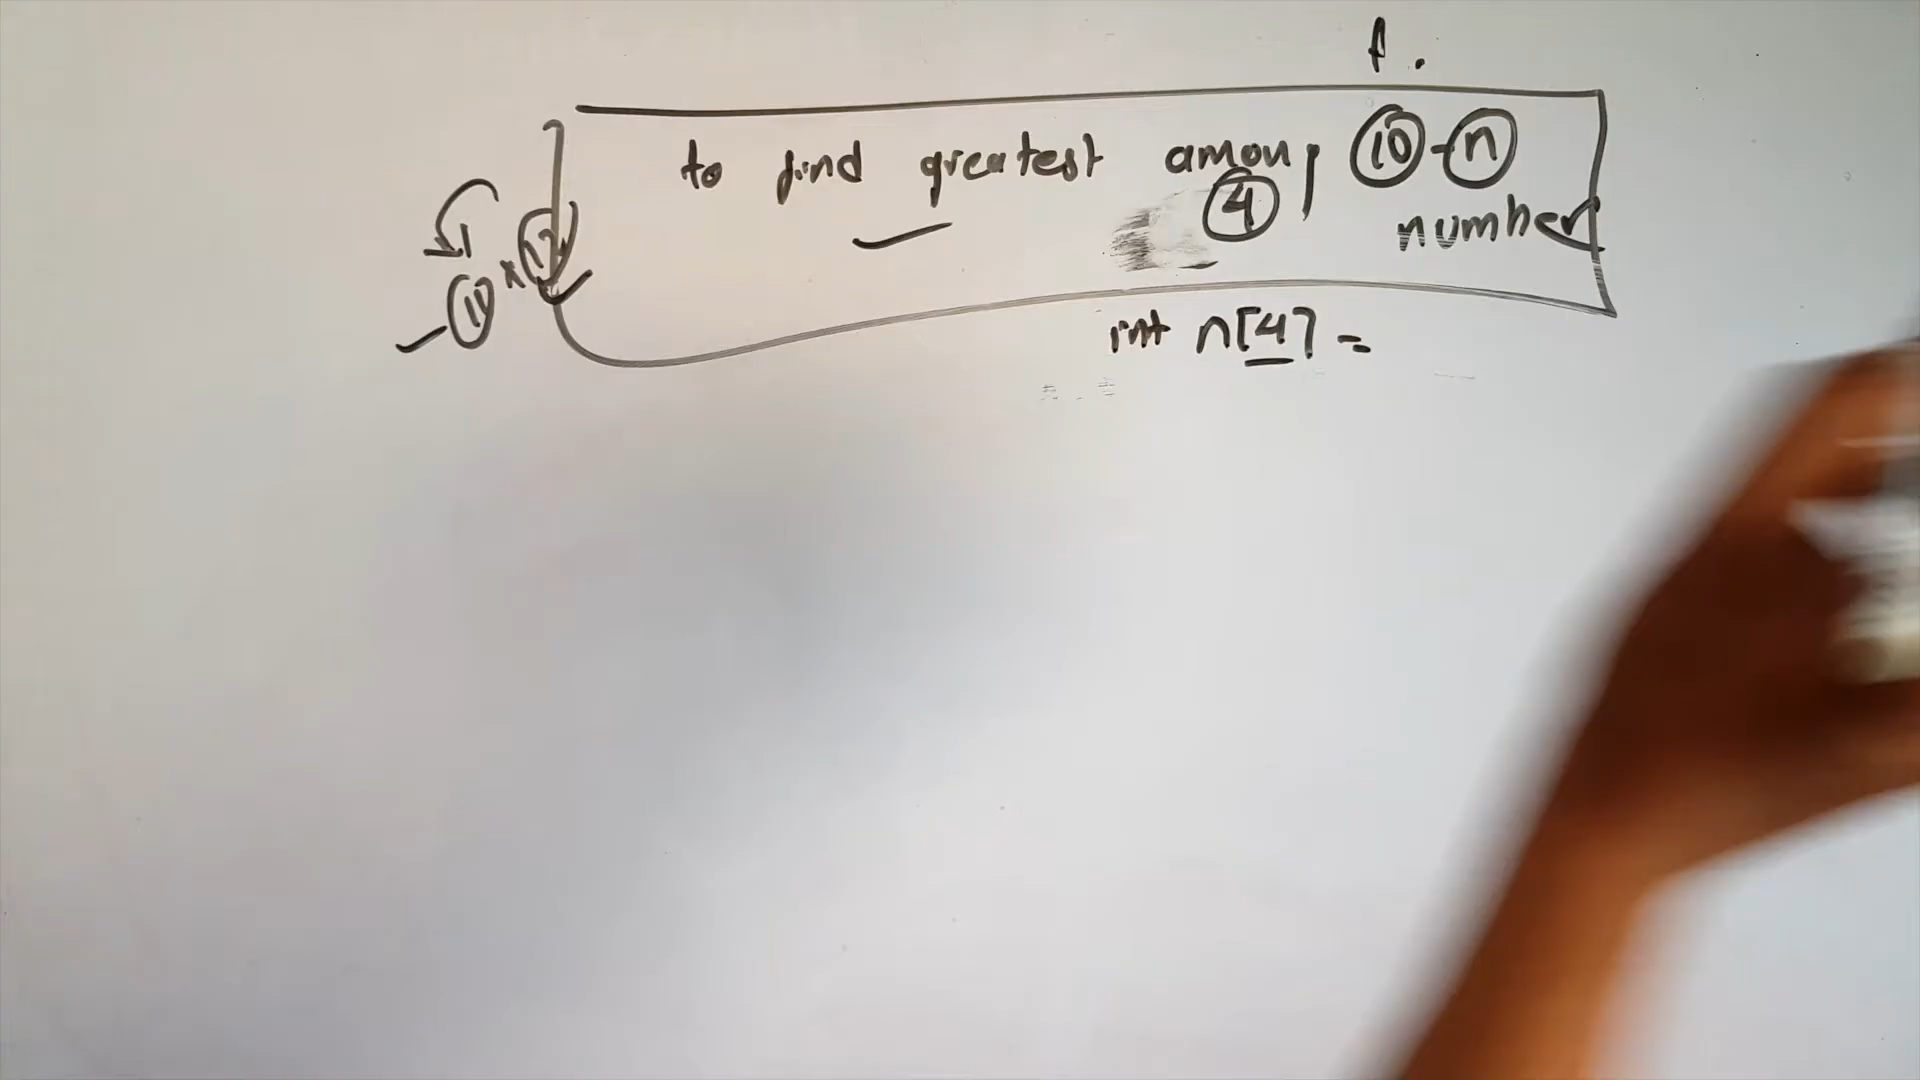 to find greatest among 10-n
4
number
int n[4] =